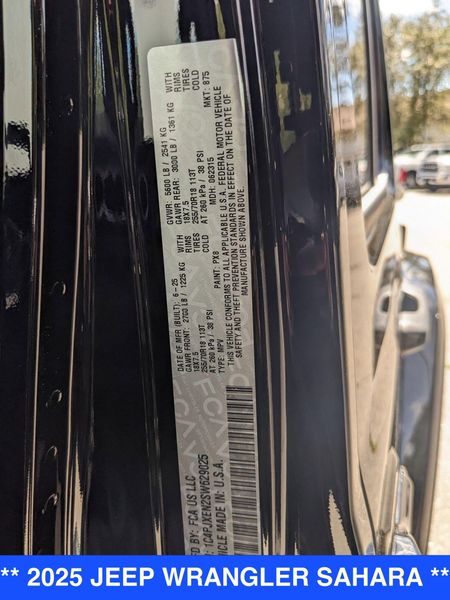 D BY: FCA US LLC
DATE OF MFR (BUILT): 6-25
GVWR: 5600 LB / 2541 KG
GAWR FRONT: 2700 LB / 1225 KG WITH
18X7.5 RIMS
255/70R18 113T TIRES
AT 260 kPa / 38 PSI COLD
GAWR REAR: 3000 LB / 1361 KG WITH
18X7.5 RIMS
255/70R18 113T TIRES
AT 260 kPa / 38 PSI COLD
TYPE: MPV
PAINT: PX8
MDH: 062315
MKT: 875
THIS VEHICLE CONFORMS TO ALL APPLICABLE U.S.A. FEDERAL MOTOR VEHICLE
SAFETY AND THEFT PREVENTION STANDARDS IN EFFECT ON THE DATE OF
MANUFACTURE SHOWN ABOVE.
1C4PJXEN2SW629025
VEHICLE MADE IN: U.S.A.
FCA
** 2025 JEEP WRANGLER SAHARA **